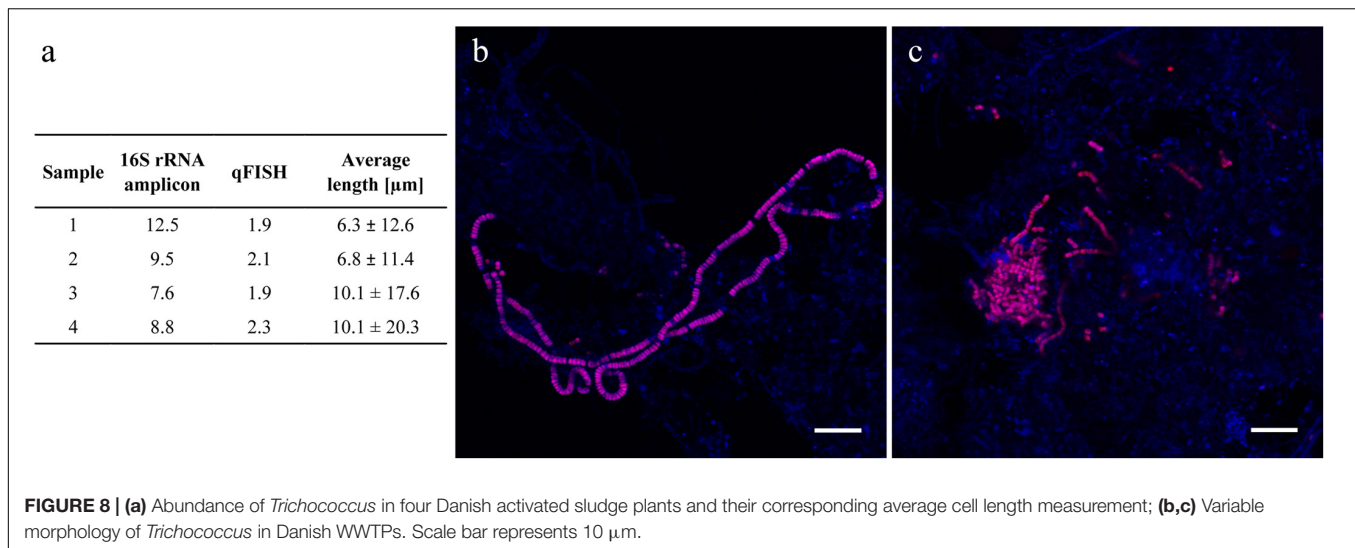 a
Sample 16S rRNA amplicon qFISH Average length [µm]
1 12.5 1.9 6.3 ± 12.6
2 9.5 2.1 6.8 ± 11.4
3 7.6 1.9 10.1 ± 17.6
4 8.8 2.3 10.1 ± 20.3
b
c
FIGURE 8 | (a) Abundance of Trichococcus in four Danish activated sludge plants and their corresponding average cell length measurement; (b,c) Variable
morphology of Trichococcus in Danish WWTPs. Scale bar represents 10 µm.